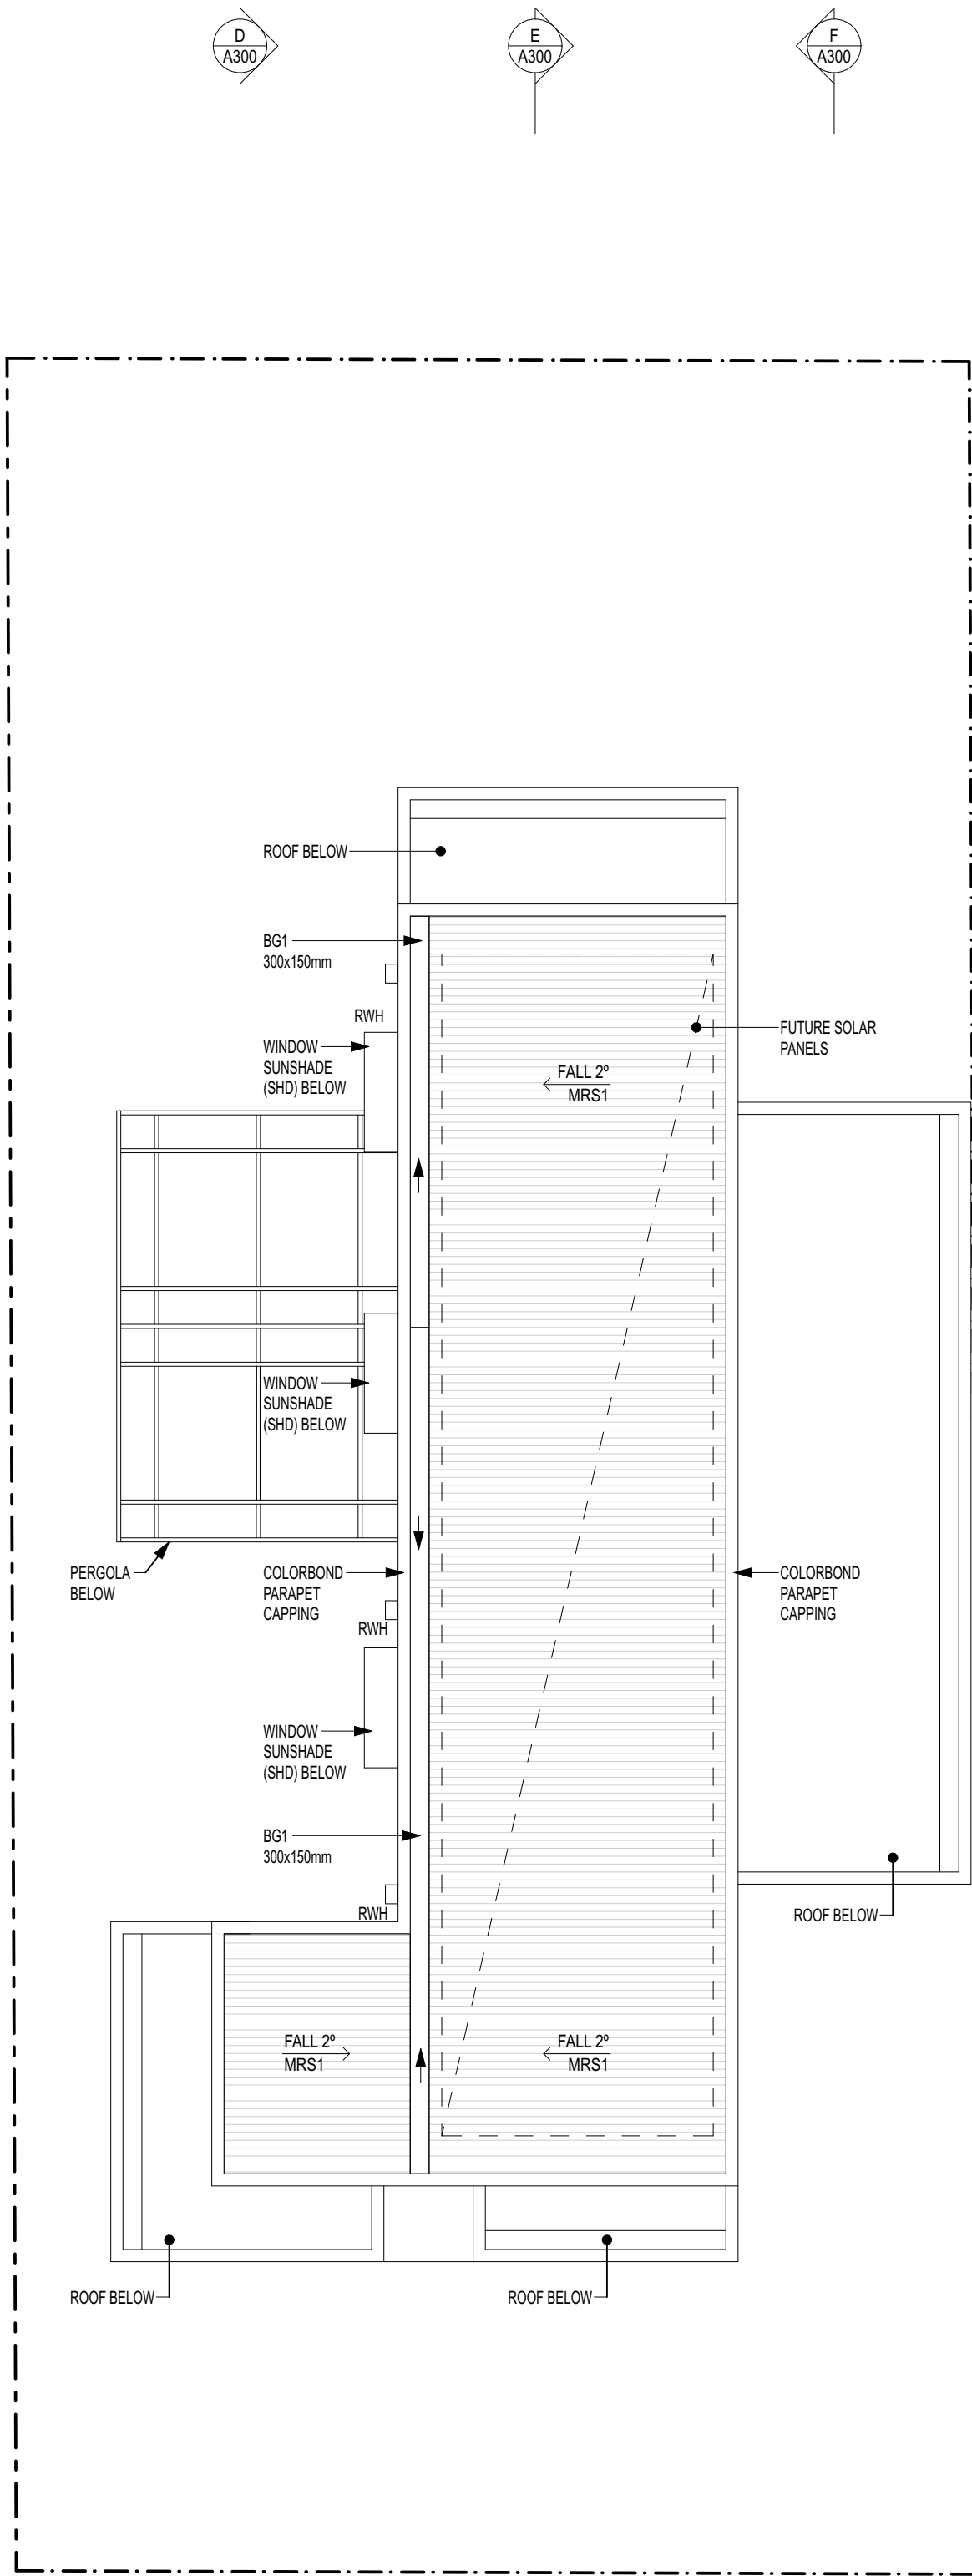 D
A300
E
A300
F
A300
ROOF BELOW
BG1
300x150mm
RWH
WINDOW
SUNSHADE
(SHD) BELOW
FUTURE SOLAR
PANELS
FALL 2º
MRS1
WINDOW
SUNSHADE
(SHD) BELOW
PERGOLA
BELOW
COLORBOND
PARAPET
CAPPING
COLORBOND
PARAPET
CAPPING
RWH
WINDOW
SUNSHADE
(SHD) BELOW
BG1
300x150mm
RWH
ROOF BELOW
FALL 2º
MRS1
FALL 2º
MRS1
ROOF BELOW
ROOF BELOW